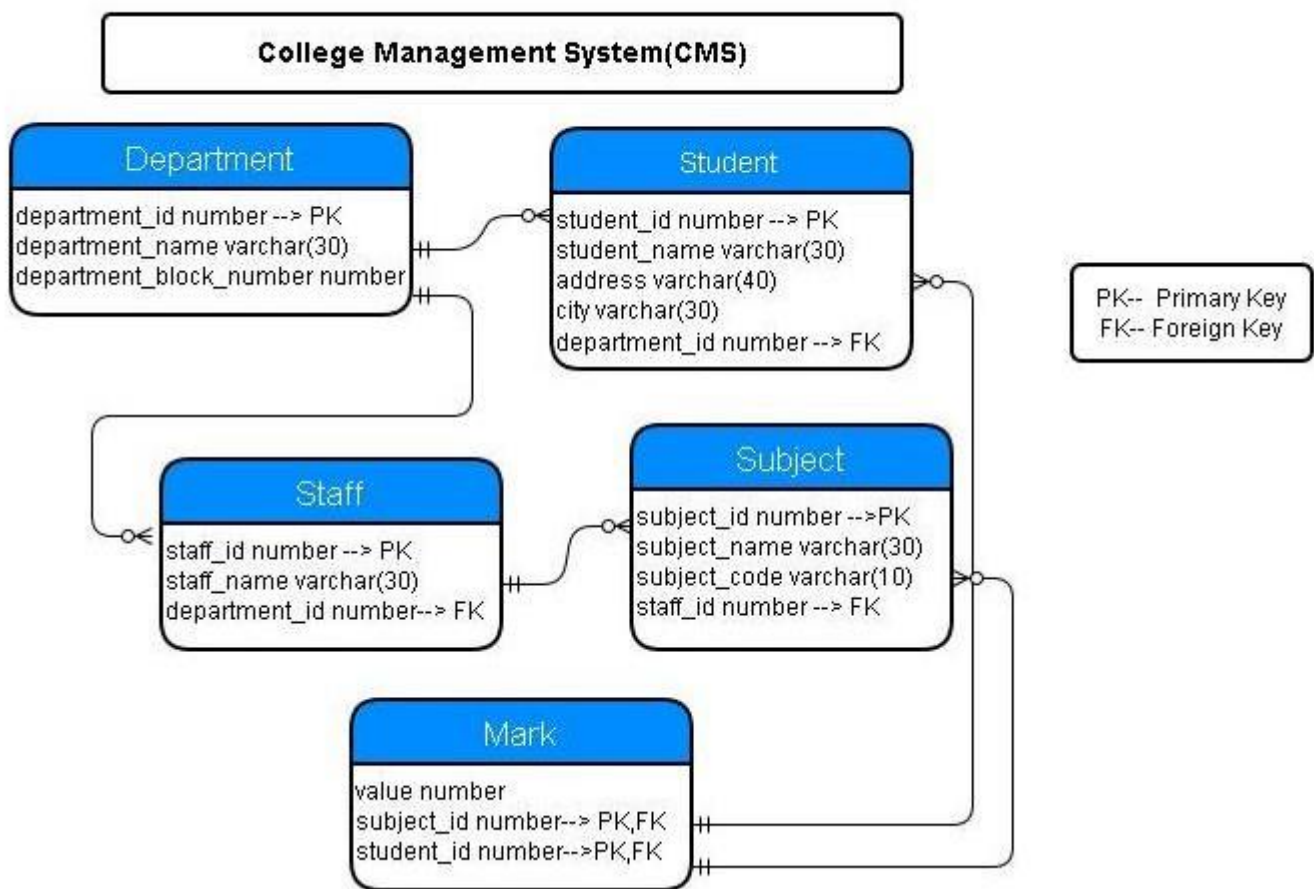 College Management System(CMS)
Department
department_id number --> PK
department_name varchar(30)
department_block_number number
Student
student_id number --> PK
student_name varchar(30)
address varchar(40)
city varchar(30)
department_id number --> FK
PK-- Primary Key
FK-- Foreign Key
Staff
staff_id number --> PK
staff_name varchar(30)
department_id number--> FK
Subject
subject_id number -->PK
subject_name varchar(30)
subject_code varchar(10)
staff_id number --> FK
Mark
value number
subject_id number--> PK,FK
student_id number-->PK,FK